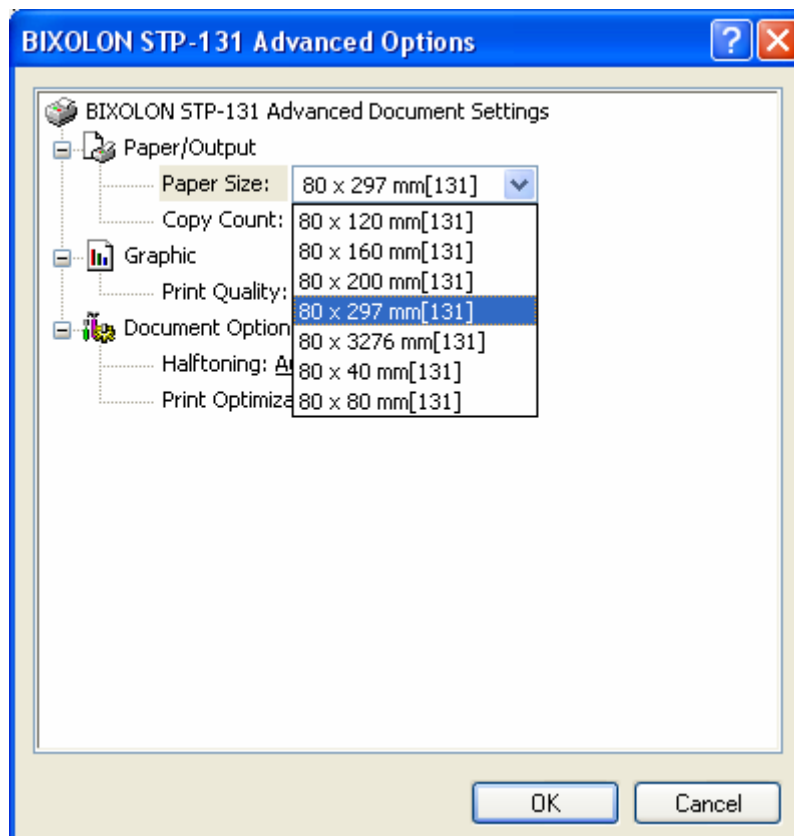 BIXOLON STP-131 Advanced Options
BIXOLON STP-131 Advanced Document Settings
Paper/Output
Paper Size: 80 x 297 mm[131]
Copy Count:
80 x 120 mm[131]
80 x 160 mm[131]
80 x 200 mm[131]
80 x 297 mm[131]
80 x 3276 mm[131]
80 x 40 mm[131]
80 x 80 mm[131]
Graphic
Print Quality:
Document Option
Halftoning:
Print
OK
Cancel